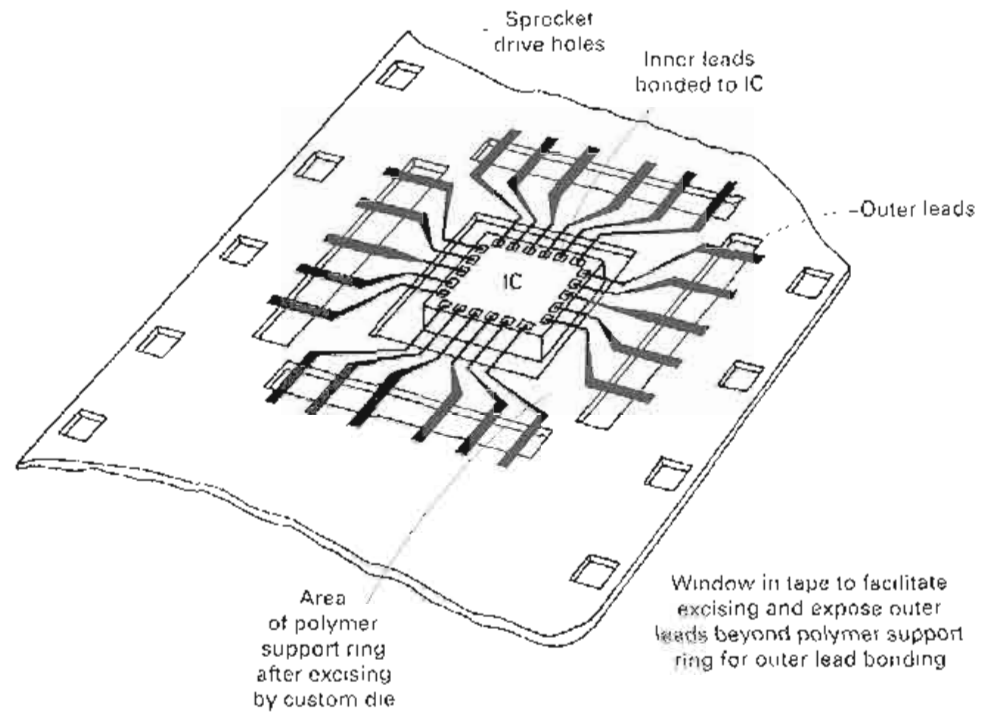 Sprocket
drive holes
Inner leads
bonded to IC
Outer leads
IC
Area
of polymer
support ring
after excising
by custom die
Window in tape to facilitate
excising and expose outer
leads beyond polymer support
ring for outer lead bonding